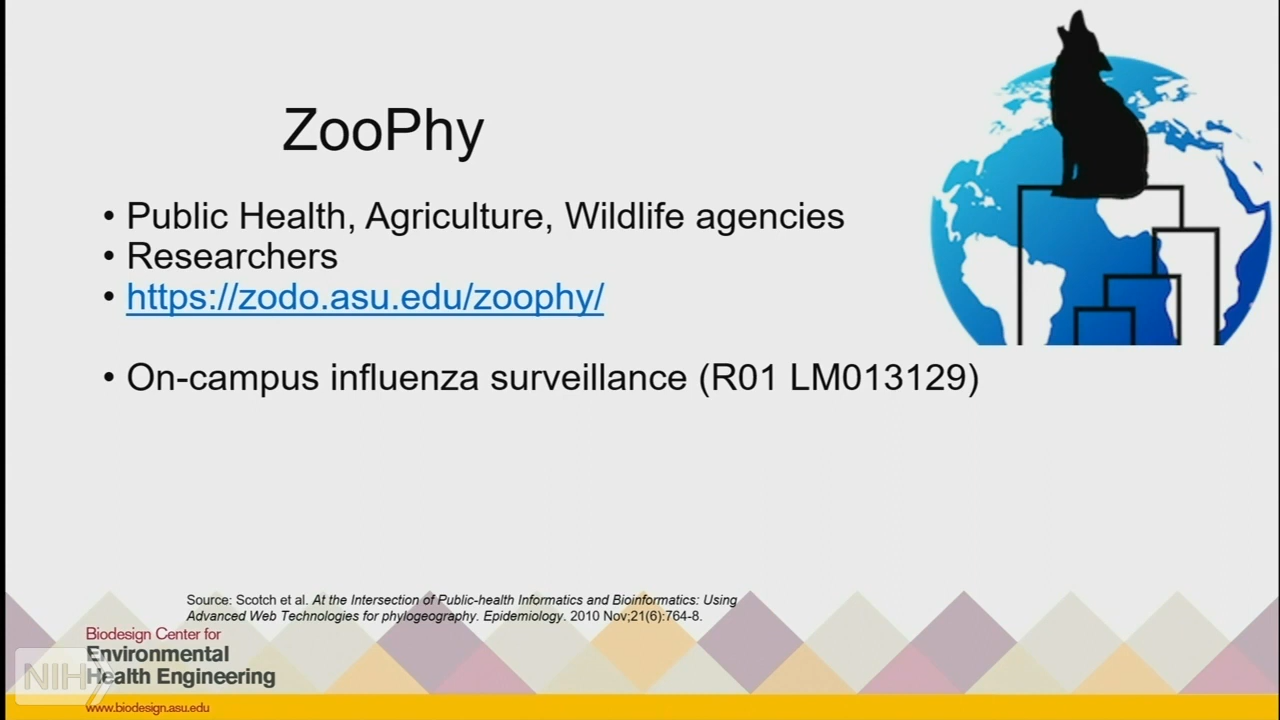 ZooPhy
• Public Health, Agriculture, Wildlife agencies
• Researchers
• https://zodo.asu.edu/zoophy/
• On-campus influenza surveillance (R01 LM013129)
Source: Scotch et al. At the Intersection of Public-health Informatics and Bioinformatics: Using
Advanced Web Technologies for phylogeography. Epidemiology. 2010 Nov;21(6):764-8.
Biodesign Center for
Environmental
Health Engineering
NIH
www.biodesign.asu.edu